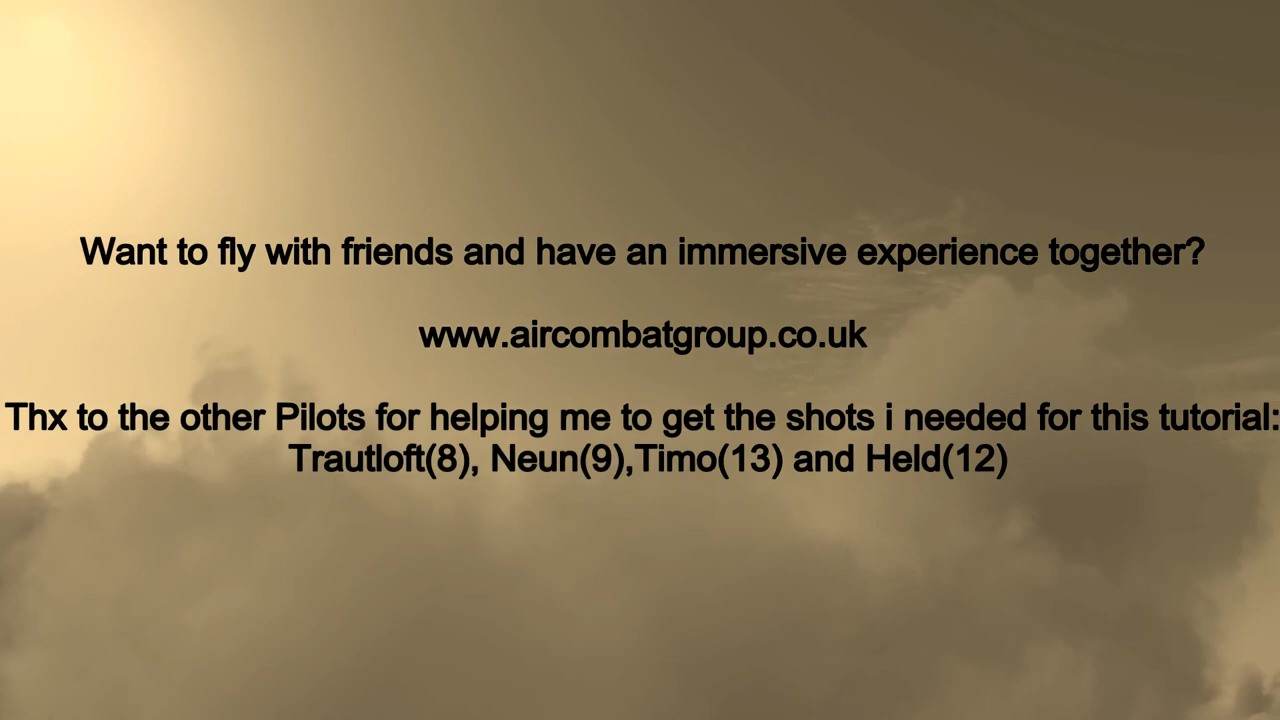 Want to fly with friends and have an immersive experience together?
www.aircombatgroup.co.uk
Thx to the other Pilots for helping me to get the shots i needed for this tutorial:
Trautloft(8), Neun(9),Timo(13) and Held(12)